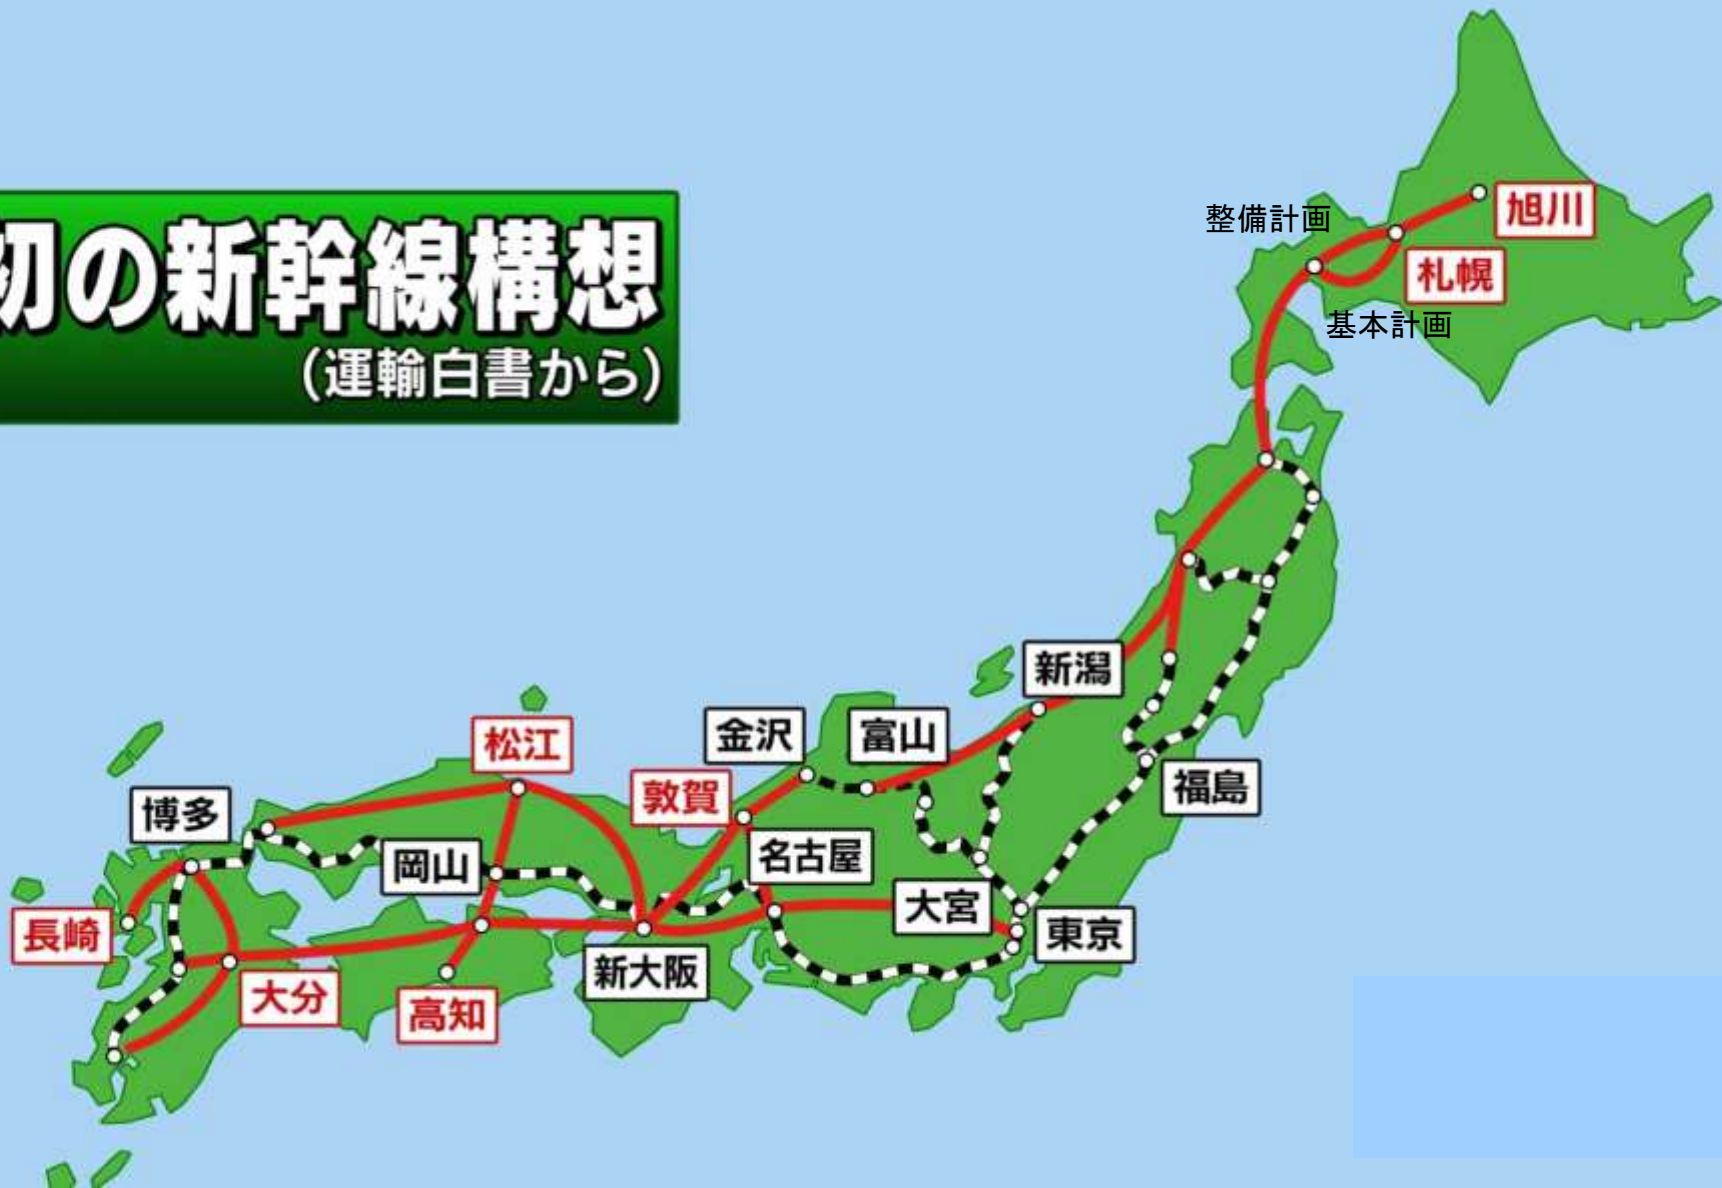 初の新幹線構想
(運輸白書から)
整備計画
旭川
札幌
基本計画
新潟
金沢
富山
松江
敦賀
福島
博多
名古屋
岡山
大宮
長崎
東京
新大阪
大分
高知